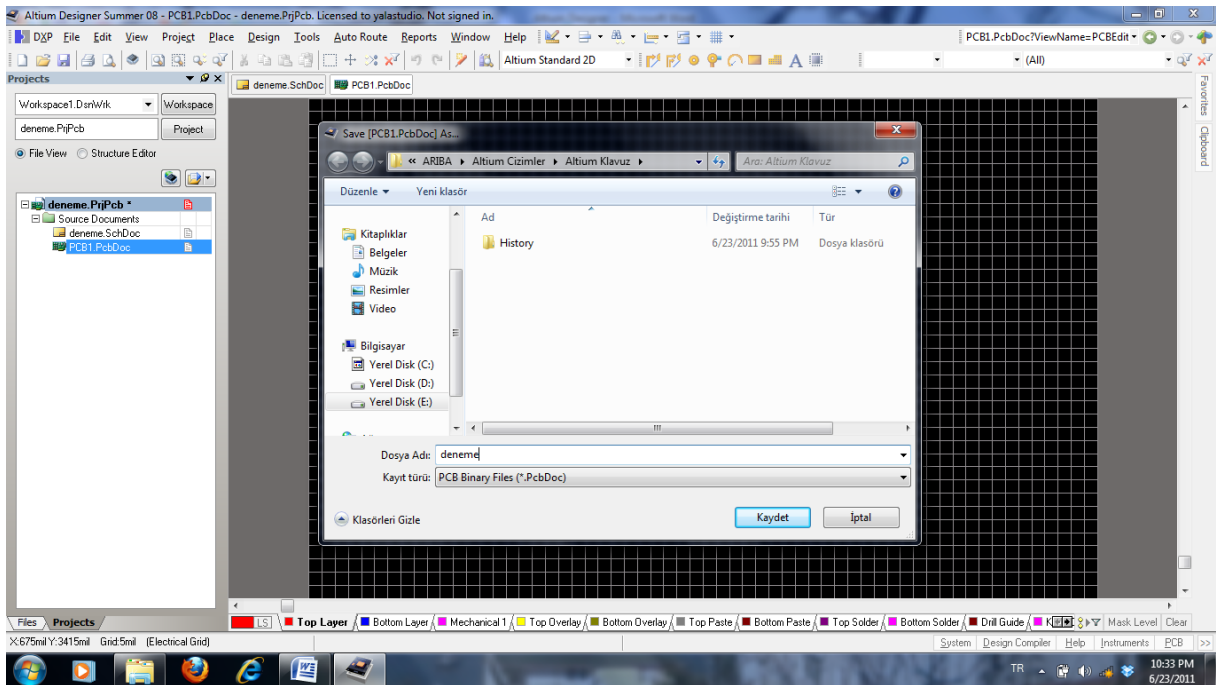 Altium Designer Summer 08 - PCB1.PcbDoc - deneme.PrjPcb. Licensed to yalastudio. Not signed in.
DXP File Edit View Project Place Design Tools Auto Route Reports Window Help PCB1.PcbDoc?ViewName=PCBEdit
Altium Standard 2D (All)
Projects
deneme.SchDoc PCB1.PcbDoc
Workspace1.DsnWrk Workspace
deneme.PrjPcb Project
File View Structure Editor
deneme.PrjPcb *
Source Documents
deneme.SchDoc
PCB1.PcbDoc
Favorites
Clipboard
Save [PCB1.PcbDoc] As...
« ARIBA Altium Cizimler Altium Klavuz Ara: Altium Klavuz
Düzenle Yeni klasör
Ad Değiştirme tarihi Tür
History 6/23/2011 9:55 PM Dosya klasörü
Kitaplıklar
Belgeler
Müzik
Resimler
Video
Bilgisayar
Yerel Disk (C:)
Yerel Disk (D:)
Yerel Disk (E:)
Dosya Adı: deneme
Kayıt türü: PCB Binary Files (*.PcbDoc)
Klasörleri Gizle Kaydet İptal
Files Projects
LS Top Layer Bottom Layer Mechanical 1 Top Overlay Bottom Overlay Top Paste Bottom Paste Top Solder Bottom Solder Drill Guide K Mask Level Clear
X:675mil Y:3415mil Grid:5mil (Electrical Grid) System Design Compiler Help Instruments PCB >>
TR 10:33 PM
6/23/2011